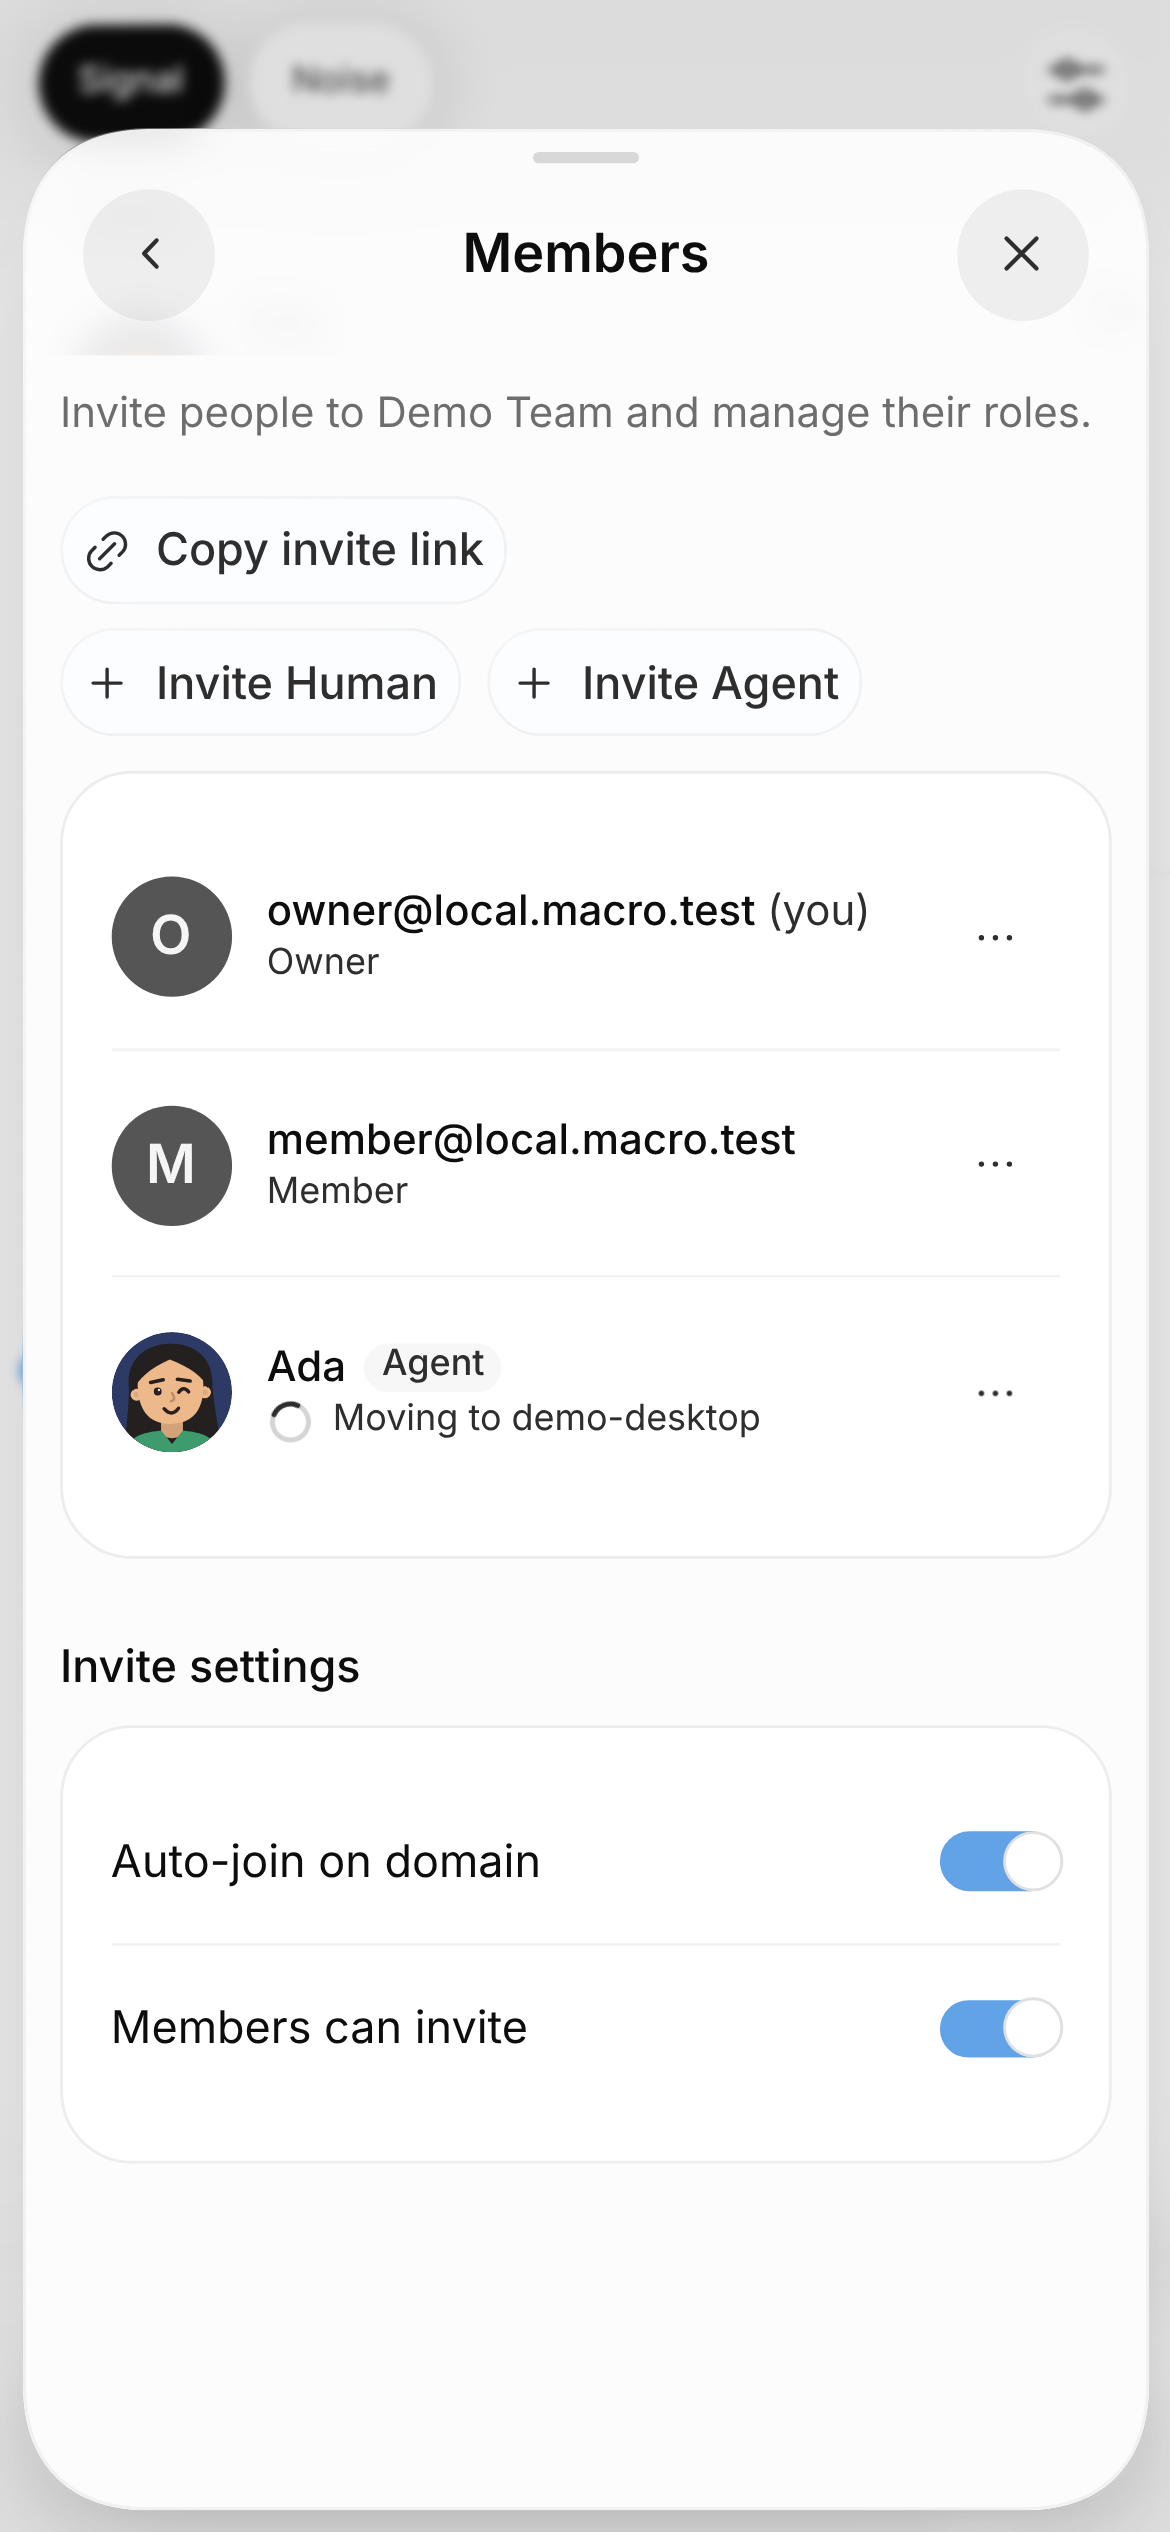 Signal
Noise
Members
Invite people to Demo Team and manage their roles.
Copy invite link
Invite Human
Invite Agent
O
owner@local.macro.test (you)
Owner
M
member@local.macro.test
Member
Ada
Agent
Moving to demo-desktop
Invite settings
Auto-join on domain
Members can invite